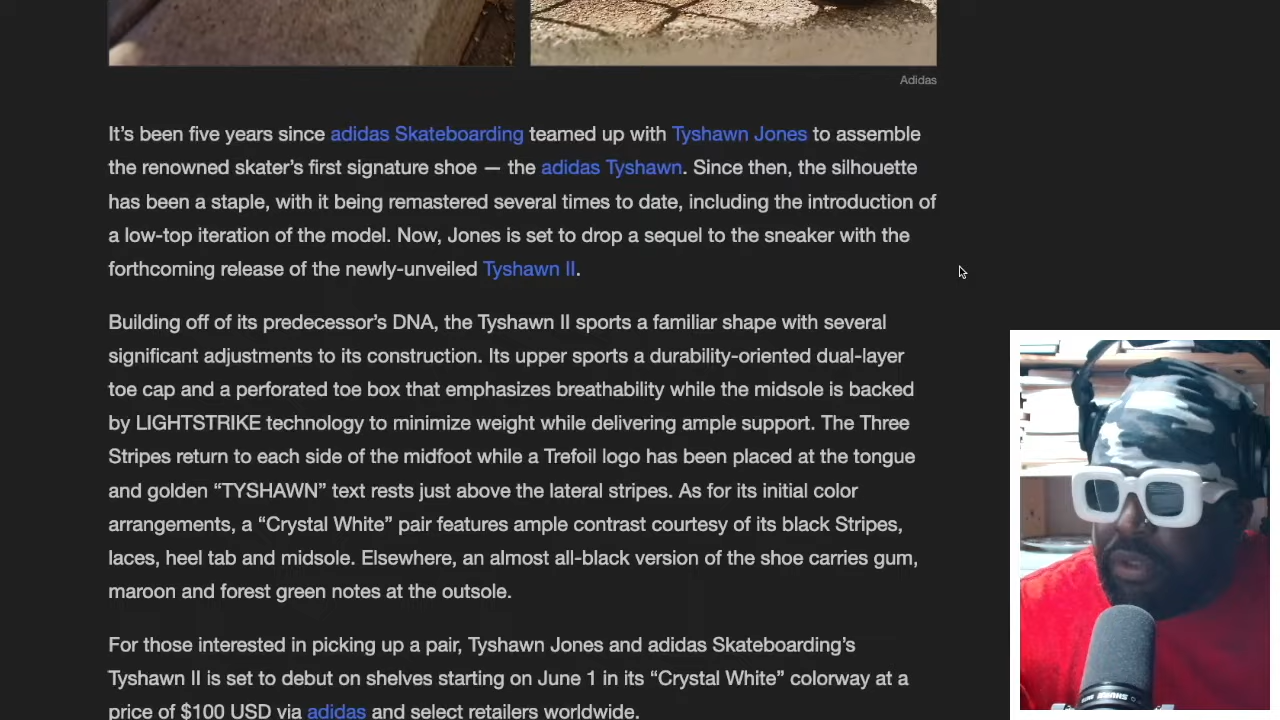 Adidas
It’s been five years since adidas Skateboarding teamed up with Tyshawn Jones to assemble
the renowned skater’s first signature shoe — the adidas Tyshawn. Since then, the silhouette
has been a staple, with it being remastered several times to date, including the introduction of
a low-top iteration of the model. Now, Jones is set to drop a sequel to the sneaker with the
forthcoming release of the newly-unveiled Tyshawn II.
Building off of its predecessor’s DNA, the Tyshawn II sports a familiar shape with several
significant adjustments to its construction. Its upper sports a durability-oriented dual-layer
toe cap and a perforated toe box that emphasizes breathability while the midsole is backed
by LIGHTSTRIKE technology to minimize weight while delivering ample support. The Three
Stripes return to each side of the midfoot while a Trefoil logo has been placed at the tongue
and golden “TYSHAWN” text rests just above the lateral stripes. As for its initial color
arrangements, a “Crystal White” pair features ample contrast courtesy of its black Stripes,
laces, heel tab and midsole. Elsewhere, an almost all-black version of the shoe carries gum,
maroon and forest green notes at the outsole.
For those interested in picking up a pair, Tyshawn Jones and adidas Skateboarding’s
Tyshawn II is set to debut on shelves starting on June 1 in its “Crystal White” colorway at a
price of $100 USD via adidas and select retailers worldwide.
SHURE